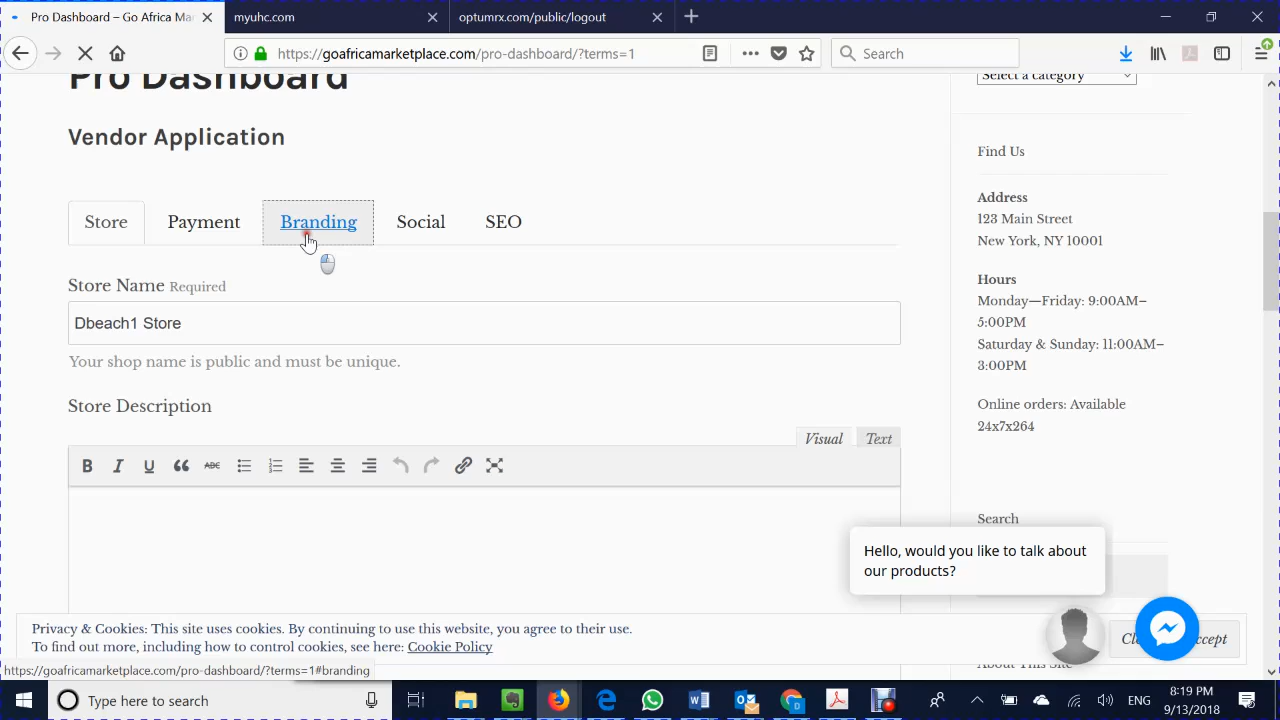 Pro Dashboard – Go Africa Mar
myuhc.com
optumrx.com/public/logout
https://goafricamarketplace.com/pro-dashboard/?terms=1
Search
Pro Dashboard
Select a category
Vendor Application
Find Us
Address
123 Main Street
New York, NY 10001
Store
Payment
Branding
Social
SEO
Hours
Monday—Friday: 9:00AM–
5:00PM
Saturday & Sunday: 11:00AM–
3:00PM
Store Name Required
Dbeach1 Store
Your shop name is public and must be unique.
Online orders: Available
24x7x264
Store Description
Visual
Text
B I U ABC
Search
Hello, would you like to talk about
our products?
Privacy & Cookies: This site uses cookies. By continuing to use this website, you agree to their use.
To find out more, including how to control cookies, see here: Cookie Policy
About This Site
https://goafricamarketplace.com/pro-dashboard/?terms=1#branding
Type here to search
ENG
8:19 PM
9/13/2018